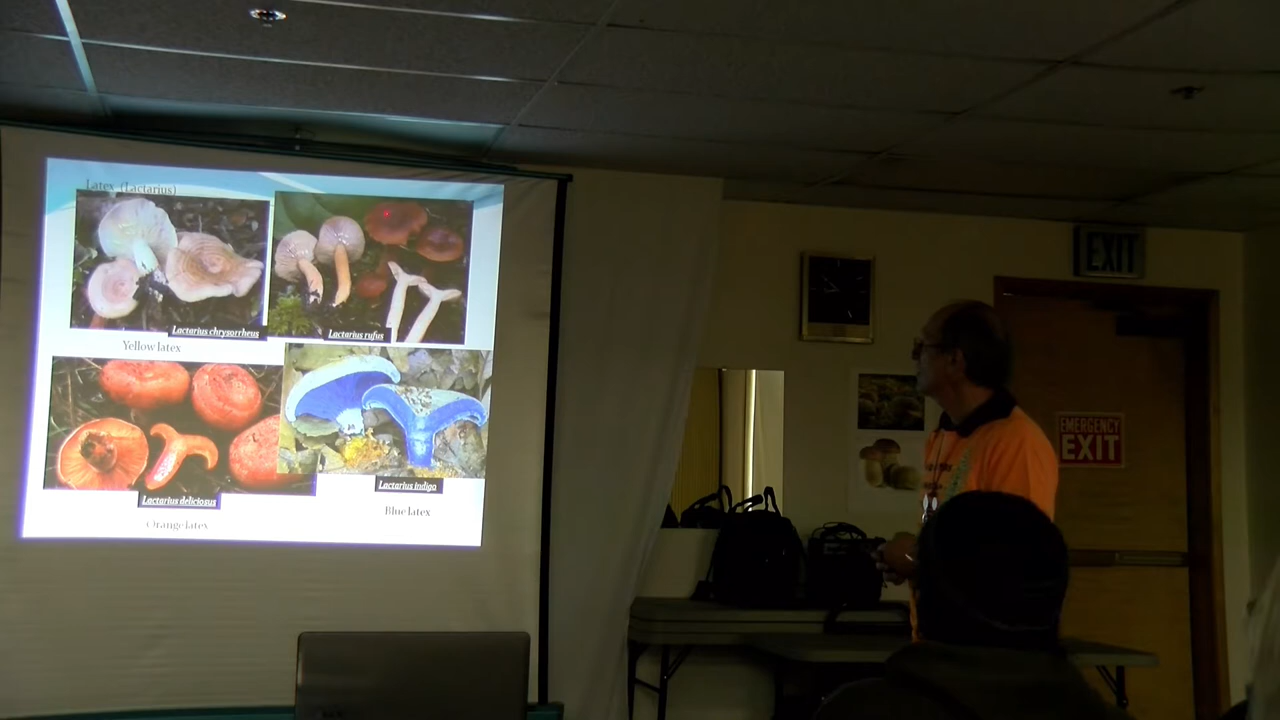 Latex (Lactarius)
Lactarius chrysorrheus
Yellow latex
Lactarius rufus
Lactarius deliciosus
Orange latex
Lactarius indigo
Blue latex
EXIT
EMERGENCY
EXIT